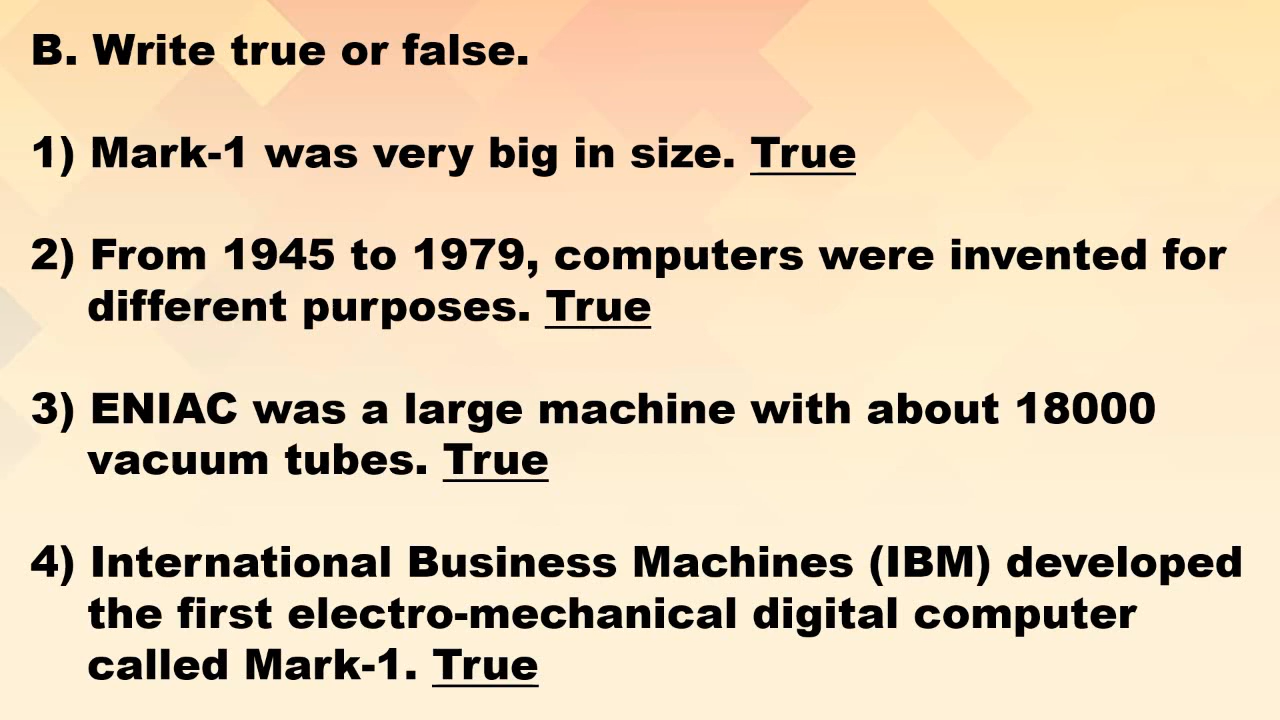 B. Write true or false.
1) Mark-1 was very big in size. True
2) From 1945 to 1979, computers were invented for
different purposes. True
3) ENIAC was a large machine with about 18000
vacuum tubes. True
4) International Business Machines (IBM) developed
the first electro-mechanical digital computer
called Mark-1. True